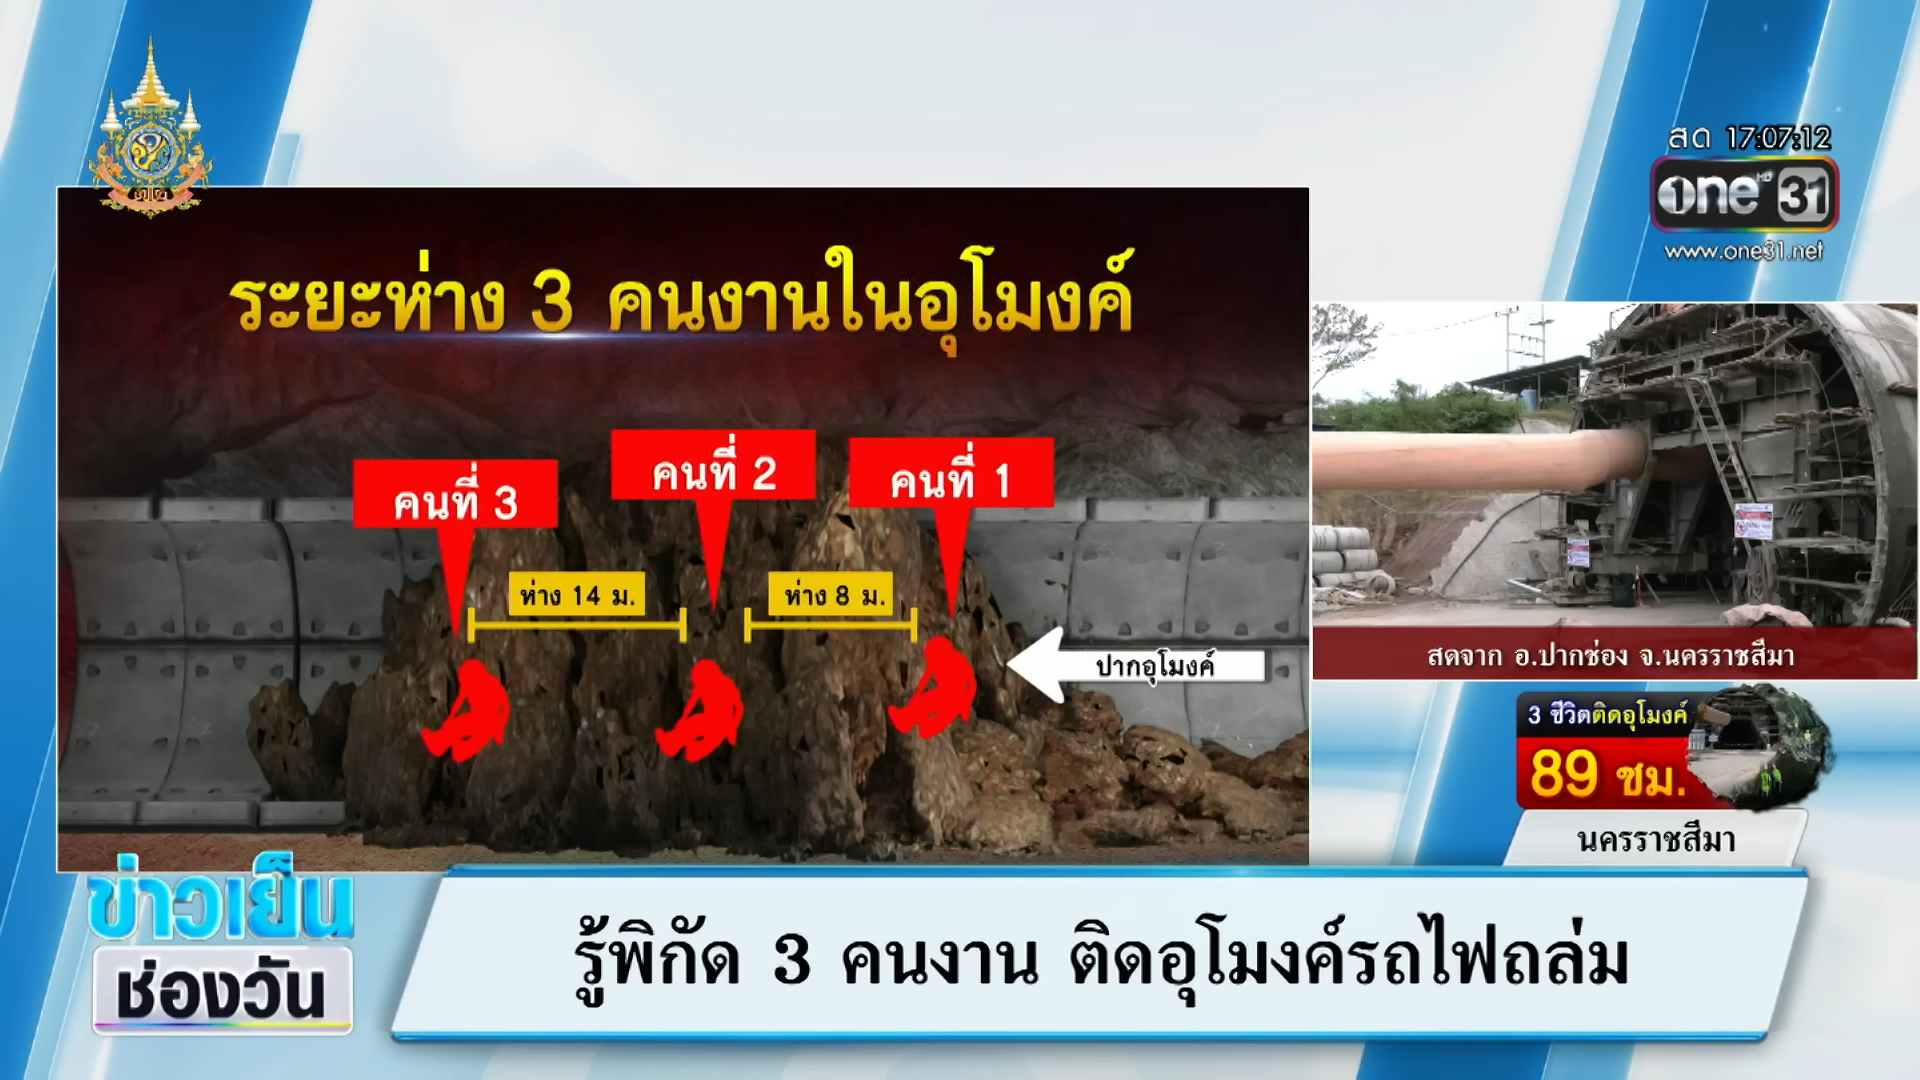 สด 17:07:12
one HD 31
www.one31.net
ระยะห่าง 3 คนงานในอุโมงค์
คนที่ 3
คนที่ 2
คนที่ 1
ห่าง 14 ม.
ห่าง 8 ม.
ปากอุโมงค์
สดจาก อ.ปากช่อง จ.นครราชสีมา
3 ชีวิตติดอุโมงค์
89 ชม.
นครราชสีมา
ข่าวเย็น
ช่องวัน
รู้พิกัด 3 คนงาน ติดอุโมงค์รถไฟถล่ม